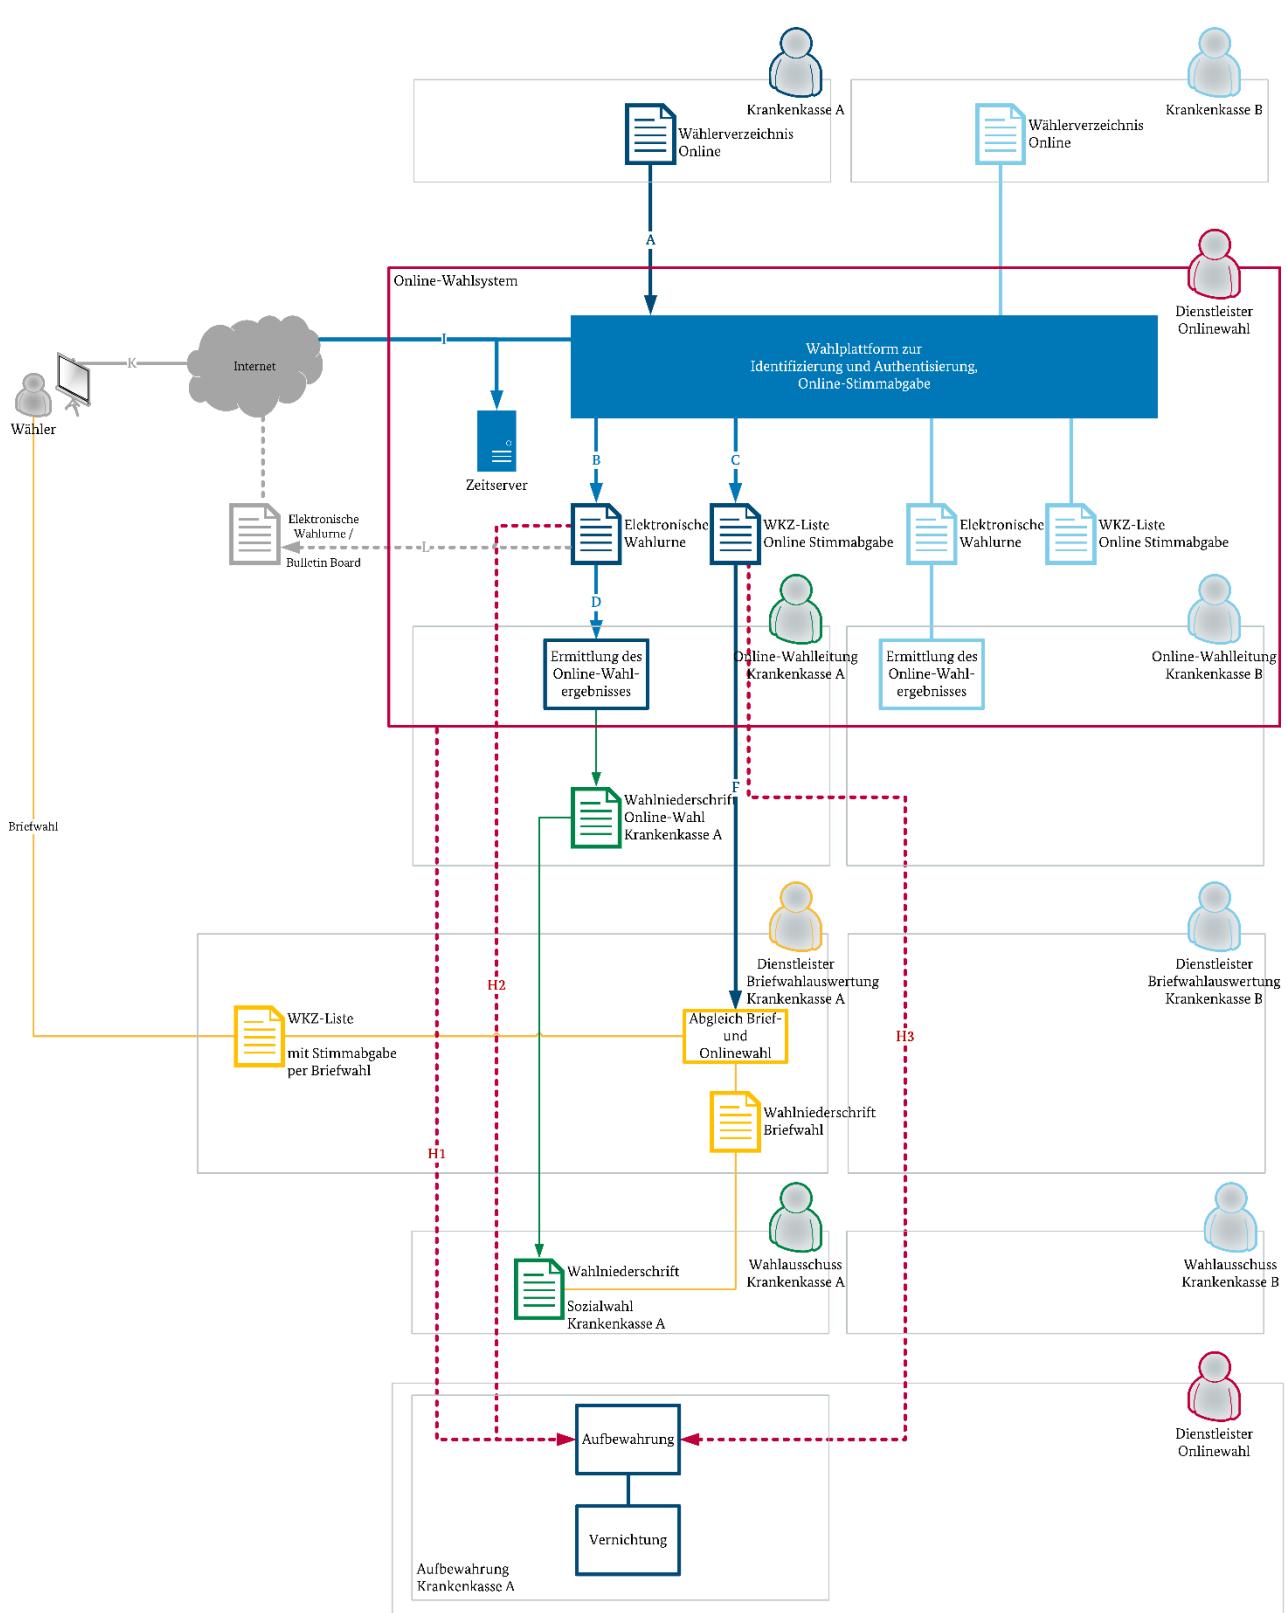 Krankenkasse A
Krankenkasse B
Wählerverzeichnis
Online
Wählerverzeichnis
Online
A
Online-Wahlsystem
Dienstleister
Onlinewahl
Wahlplattform zur
Identifizierung und Authentisierung,
Online-Stimmabgabe
I
K
Internet
Wähler
B
C
Zeitserver
Elektronische
Wahlurne /
Bulletin Board
L
Elektronische
Wahlurne
WKZ-Liste
Online Stimmabgabe
Elektronische
Wahlurne
WKZ-Liste
Online Stimmabgabe
D
Ermittlung des
Online-Wahl-
ergebnisses
Online-Wahlleitung
Krankenkasse A
Ermittlung des
Online-Wahl-
ergebnisses
Online-Wahlleitung
Krankenkasse B
F
Wahlniederschrift
Online-Wahl
Krankenkasse A
Briefwahl
Dienstleister
Briefwahlauswertung
Krankenkasse A
Dienstleister
Briefwahlauswertung
Krankenkasse B
H2
WKZ-Liste
mit Stimmabgabe
per Briefwahl
Abgleich Brief-
und
Onlinewahl
H3
Wahlniederschrift
Briefwahl
H1
Wahlausschuss
Krankenkasse A
Wahlausschuss
Krankenkasse B
Wahlniederschrift
Sozialwahl
Krankenkasse A
Aufbewahrung
Dienstleister
Onlinewahl
Vernichtung
Aufbewahrung
Krankenkasse A